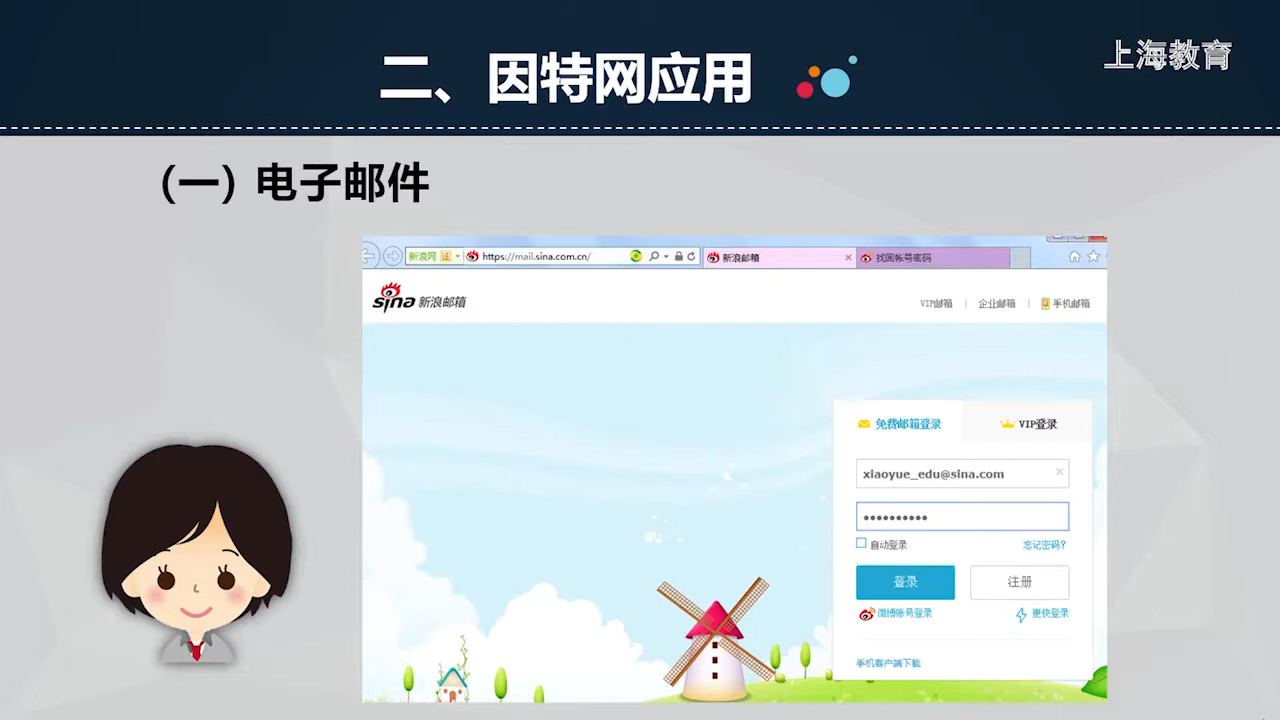 二、因特网应用
上海教育
(一) 电子邮件
新浪网 证 https://mail.sina.com.cn/ 新浪邮箱 找回帐号密码
sina 新浪邮箱
VIP邮箱 | 企业邮箱 | 手机邮箱
免费邮箱登录 VIP登录
xiaoyue_edu@sina.com
自动登录 忘记密码?
登录 注册
微博账号登录 更快登录
手机客户端下载